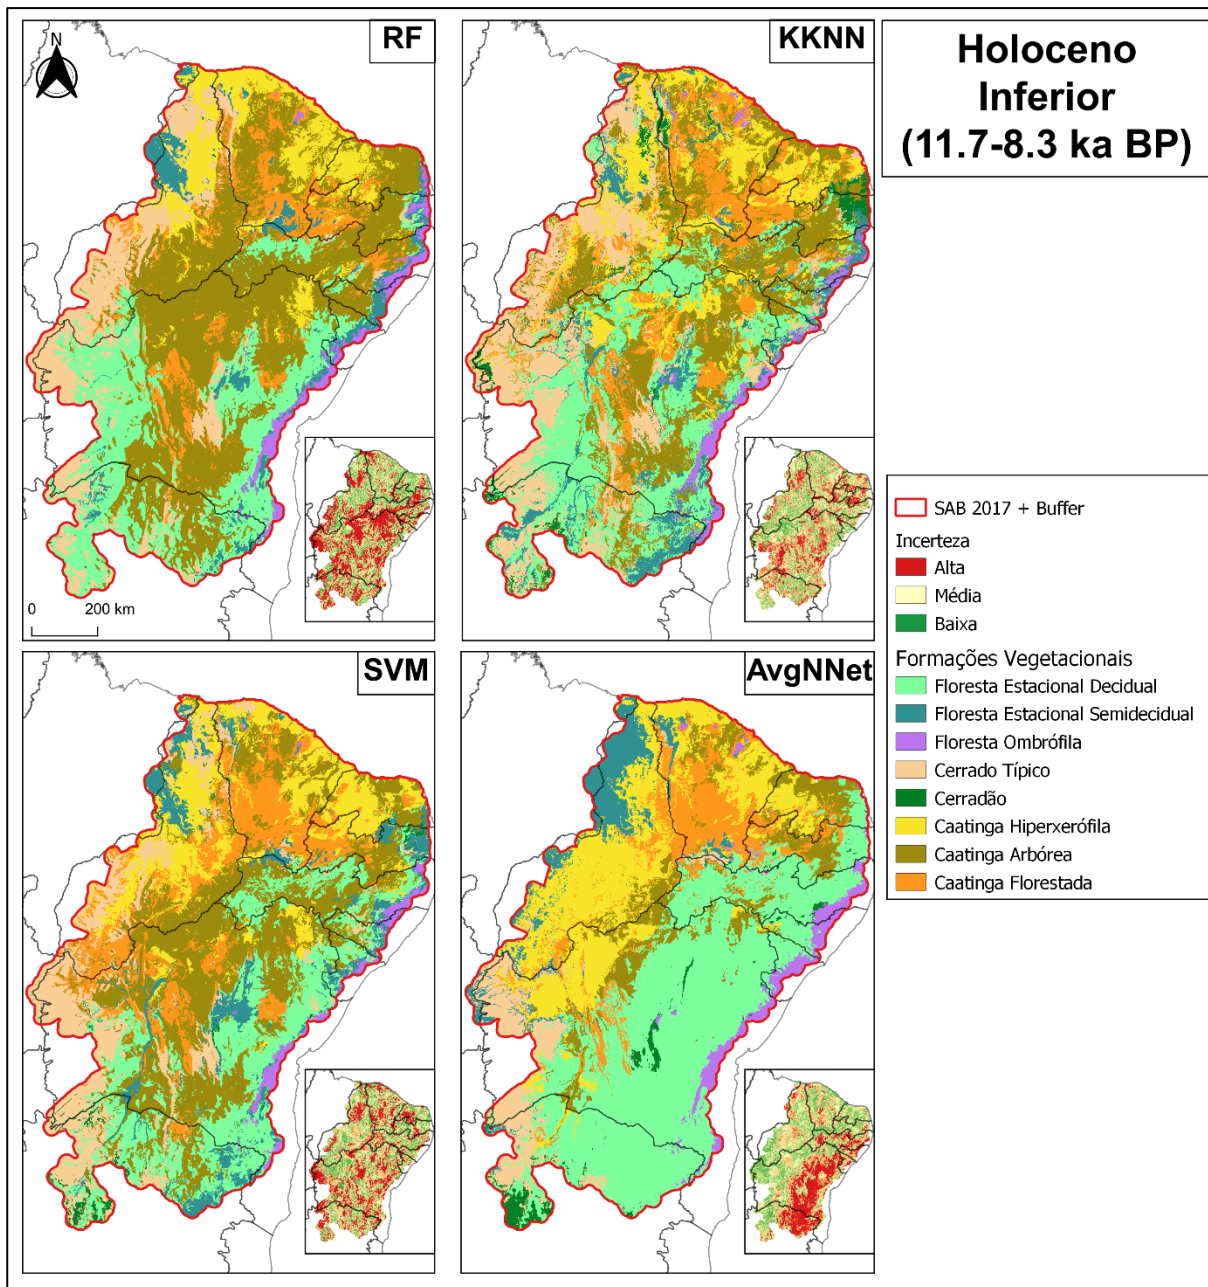 RF
N
0 200 km
KKNN
Holoceno
Inferior
(11.7-8.3 ka BP)
SVM
AvgNNet
SAB 2017 + Buffer
Incerteza
Alta
Média
Baixa
Formações Vegetacionais
Floresta Estacional Decidual
Floresta Estacional Semidecidual
Floresta Ombrófila
Cerrado Típico
Cerradão
Caatinga Hiperxerófila
Caatinga Arbórea
Caatinga Florestada